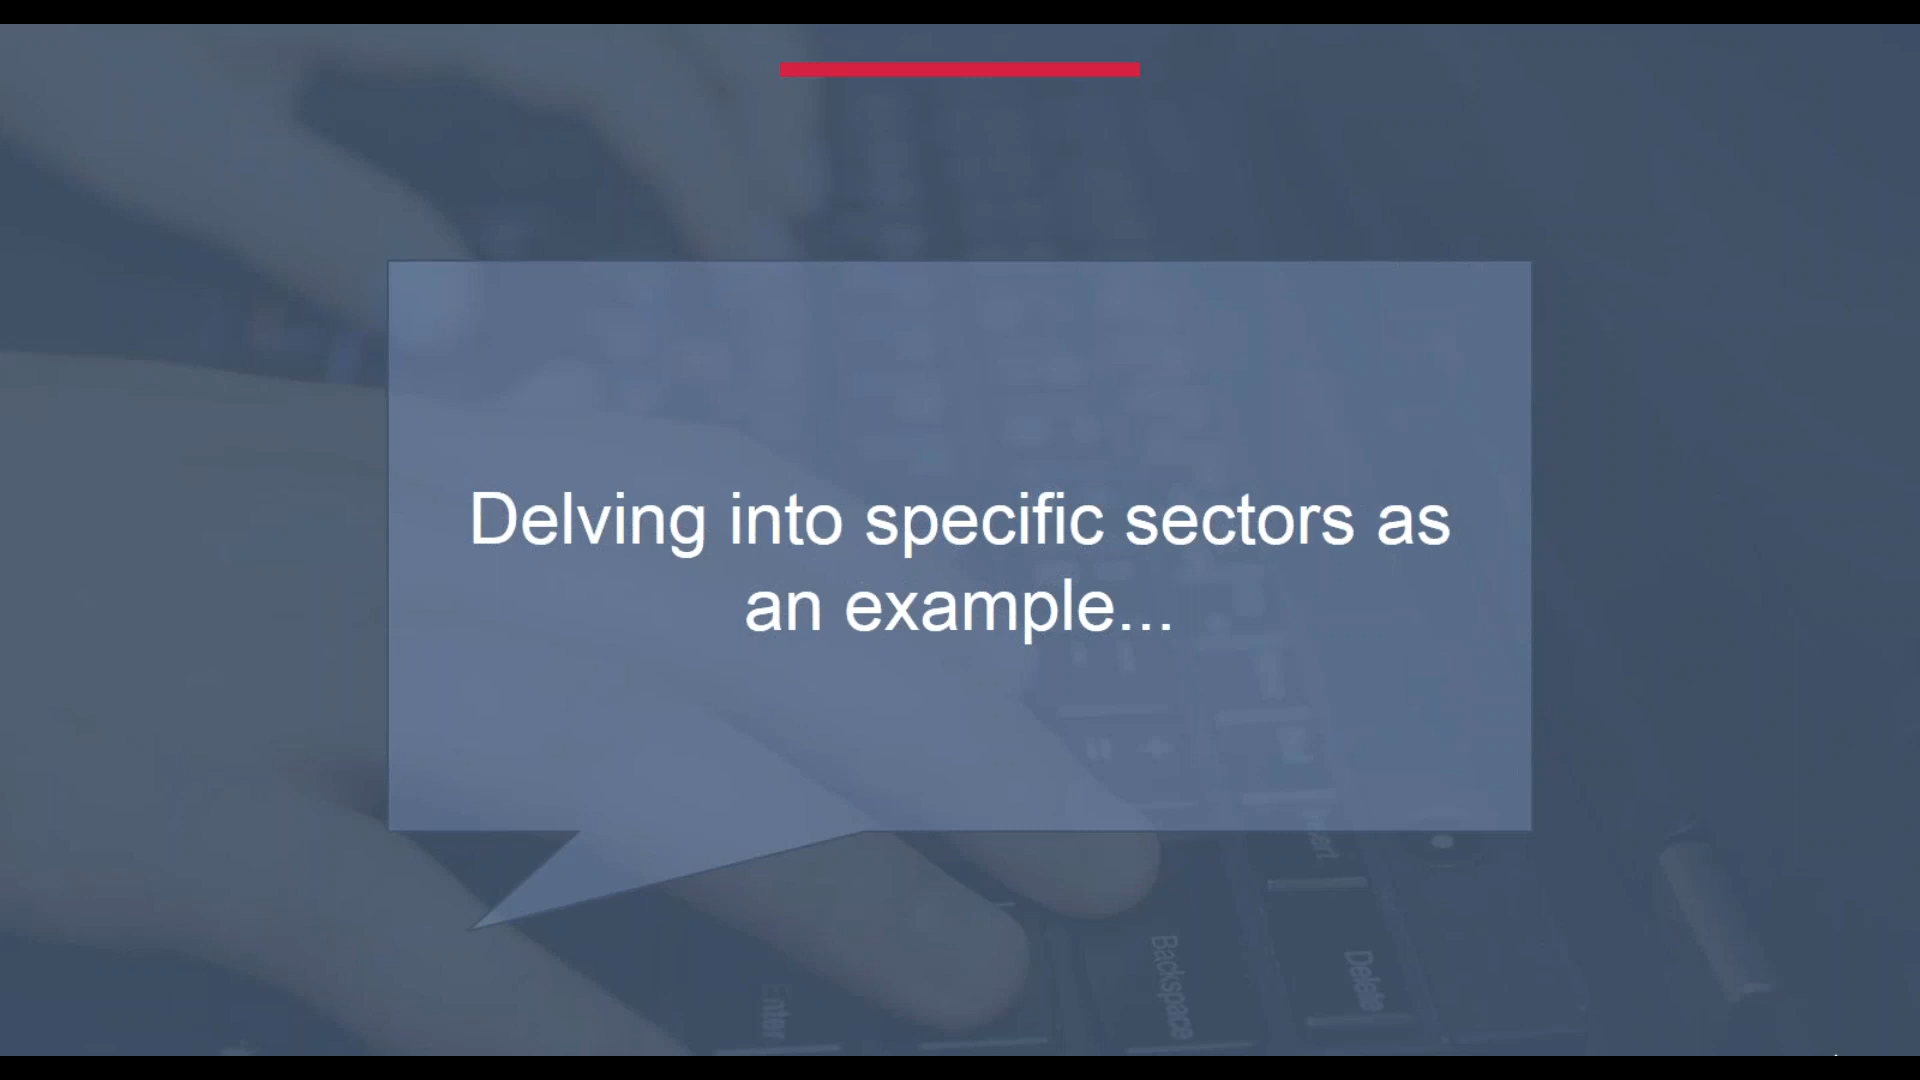 Delving into specific sectors as
an example...
= +
Enter
Backspace
Delete